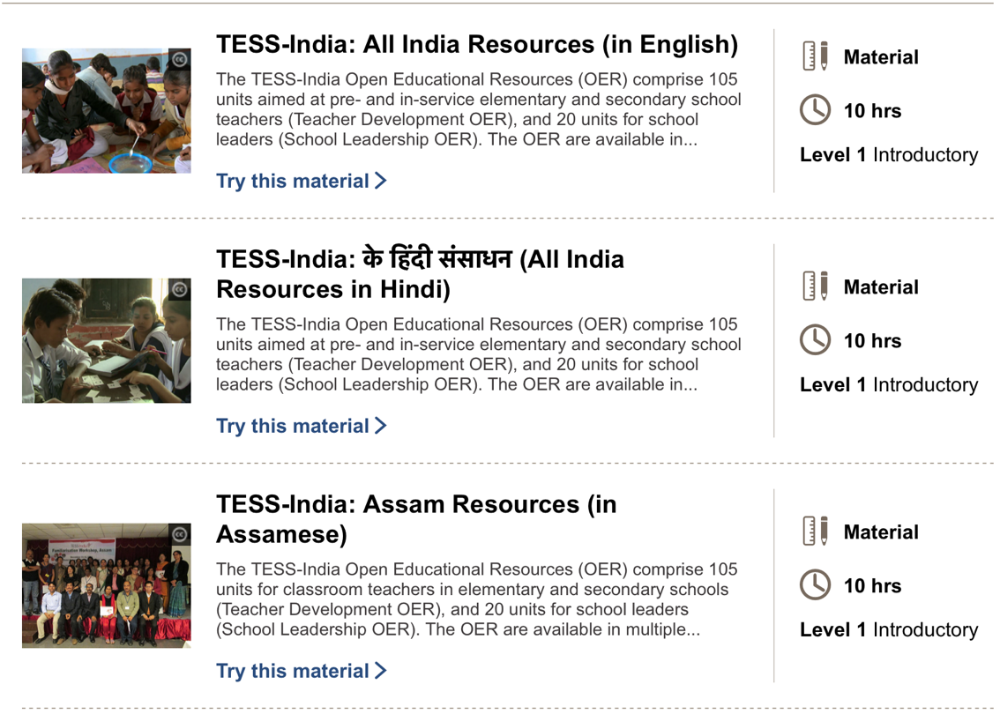 TESS-India: All India Resources (in English)
The TESS-India Open Educational Resources (OER) comprise 105
units aimed at pre- and in-service elementary and secondary school
teachers (Teacher Development OER), and 20 units for school
leaders (School Leadership OER). The OER are available in...
Try this material
Material
10 hrs
Level 1 Introductory
TESS-India: के हिंदी संसाधन (All India
Resources in Hindi)
The TESS-India Open Educational Resources (OER) comprise 105
units aimed at pre- and in-service elementary and secondary school
teachers (Teacher Development OER), and 20 units for school
leaders (School Leadership OER). The OER are available in...
Try this material
Material
10 hrs
Level 1 Introductory
TESS-India: Assam Resources (in
Assamese)
The TESS-India Open Educational Resources (OER) comprise 105
units for classroom teachers in elementary and secondary schools
(Teacher Development OER), and 20 units for school leaders
(School Leadership OER). The OER are available in multiple...
Try this material
Material
10 hrs
Level 1 Introductory